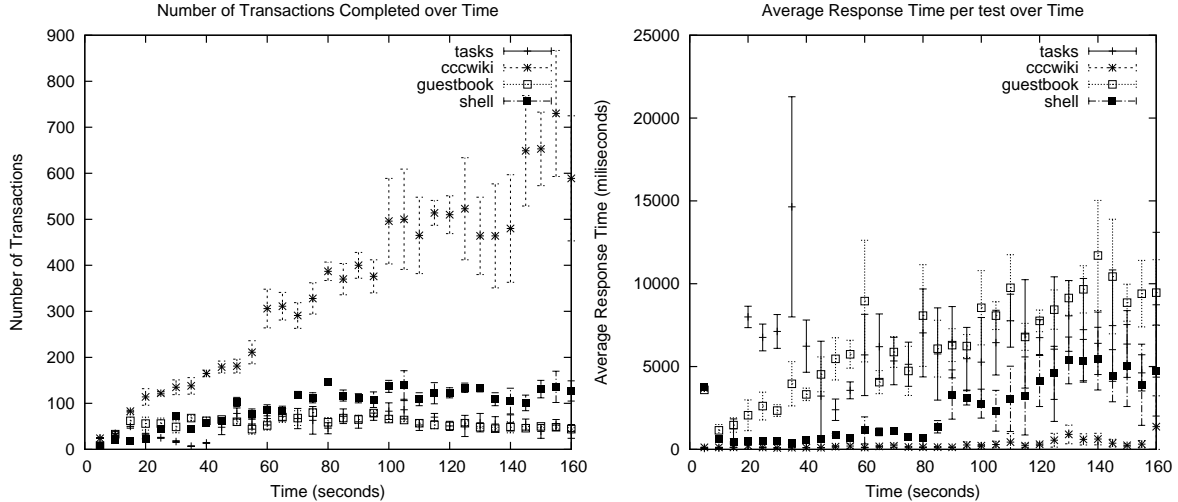 Number of Transactions Completed over Time
900
800
700
600
500
400
300
200
100
0
0 20 40 60 80 100 120 140 160
Number of Transactions
Time (seconds)
tasks
cccwiki
guestbook
shell
Average Response Time per test over Time
25000
20000
15000
10000
5000
0
0 20 40 60 80 100 120 140 160
Average Response Time (miliseconds)
Time (seconds)
tasks
cccwiki
guestbook
shell